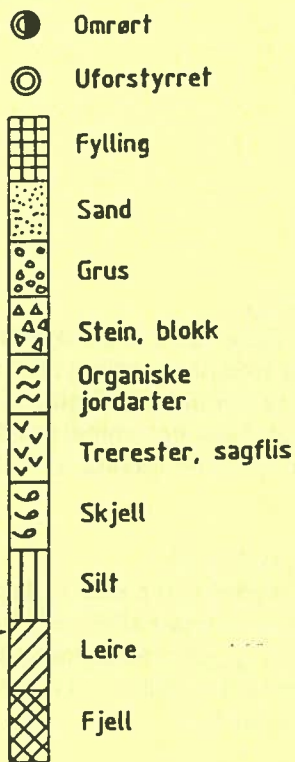 Omrørt
Uforstyrret
Fylling
Sand
Grus
Stein, blokk
Organiske
jordarter
Trerester, sagflis
Skjell
Silt
Leire
Fjell